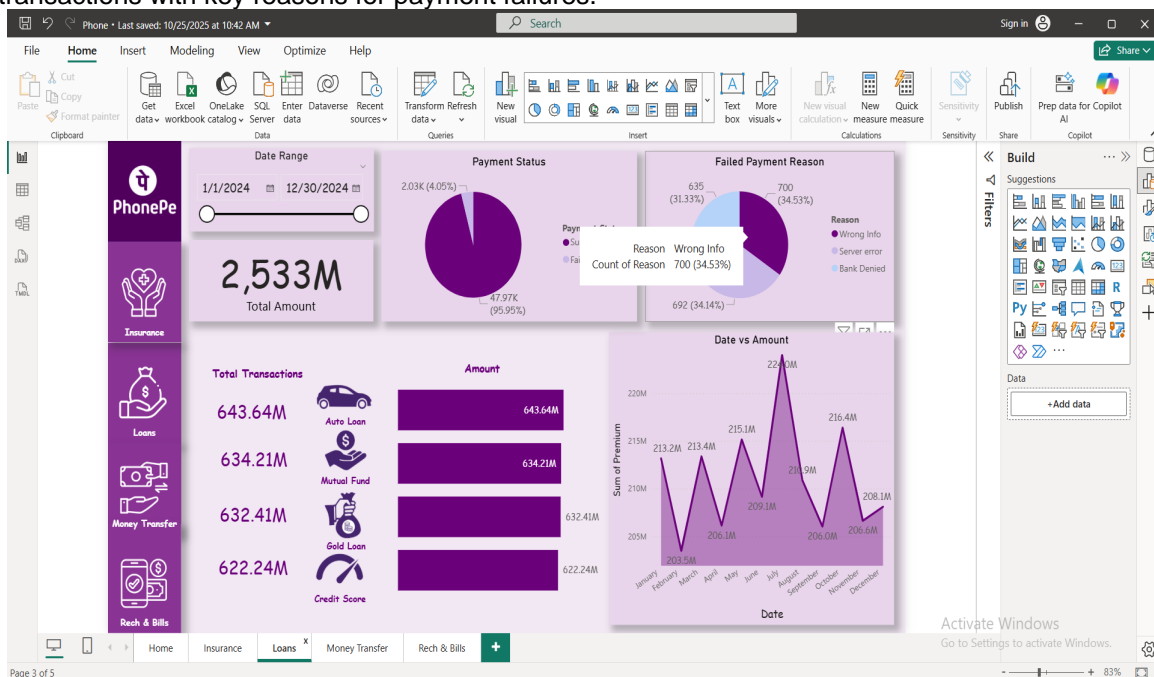 transactions with key reasons for payment failures.
Phone • Last saved: 10/25/2025 at 10:42 AM
Search
Sign in
File Home Insert Modeling View Optimize Help
Share
Paste
Cut
Copy
Format painter
Clipboard
Get data
Excel workbook
OneLake catalog
SQL Server
Enter data
Dataverse
Recent sources
Data
Transform data
Refresh
Queries
New visual
Text box
More visuals
Insert
New visual calculation
New measure
Quick measure
Calculations
Sensitivity
Sensitivity
Publish
Share
Prep data for AI
Copilot
Copilot
DAX
TMDL
PhonePe
Insurance
Loans
Money Transfer
Rech & Bills
Date Range
1/1/2024 12/30/2024
2,533M
Total Amount
Payment Status
2.03K (4.05%)
47.97K
(95.95%)
Failed Payment Reason
635
(31.33%)
700
(34.53%)
692 (34.14%)
Reason
Wrong Info
Server error
Bank Denied
Reason Wrong Info
Count of Reason 700 (34.53%)
Total Transactions
643.64M
Auto Loan
634.21M
Mutual Fund
632.41M
Gold Loan
622.24M
Credit Score
Amount
643.64M
634.21M
632.41M
622.24M
Date vs Amount
Sum of Premium
220M
215M
210M
205M
213.2M
203.5M
213.4M
206.1M
215.1M
209.1M
224.0M
206.0M
216.4M
206.6M
208.1M
January
February
March
April
May
June
July
August
September
October
November
December
Date
Filters
Build
Suggestions
123
R
Py
Data
+Add data
Activate Windows
Go to Settings to activate Windows.
Home Insurance Loans x Money Transfer Rech & Bills +
Page 3 of 5
- + 83%